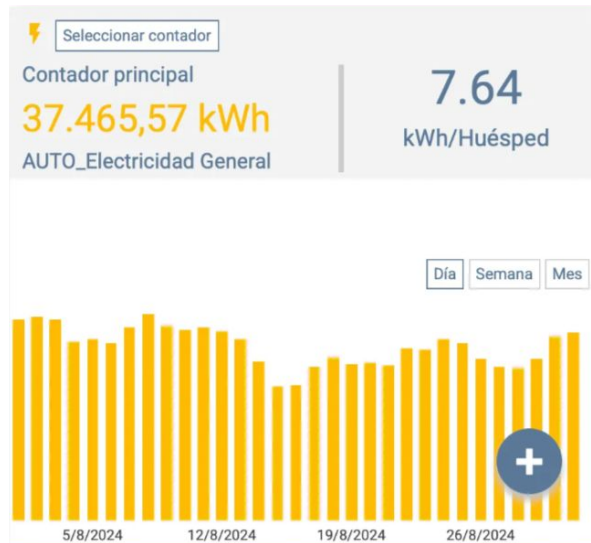 Seleccionar contador
Contador principal
37.465,57 kWh
AUTO_Electricidad General
7.64
kWh/Huésped
Día Semana Mes
5/8/2024 12/8/2024 19/8/2024 26/8/2024